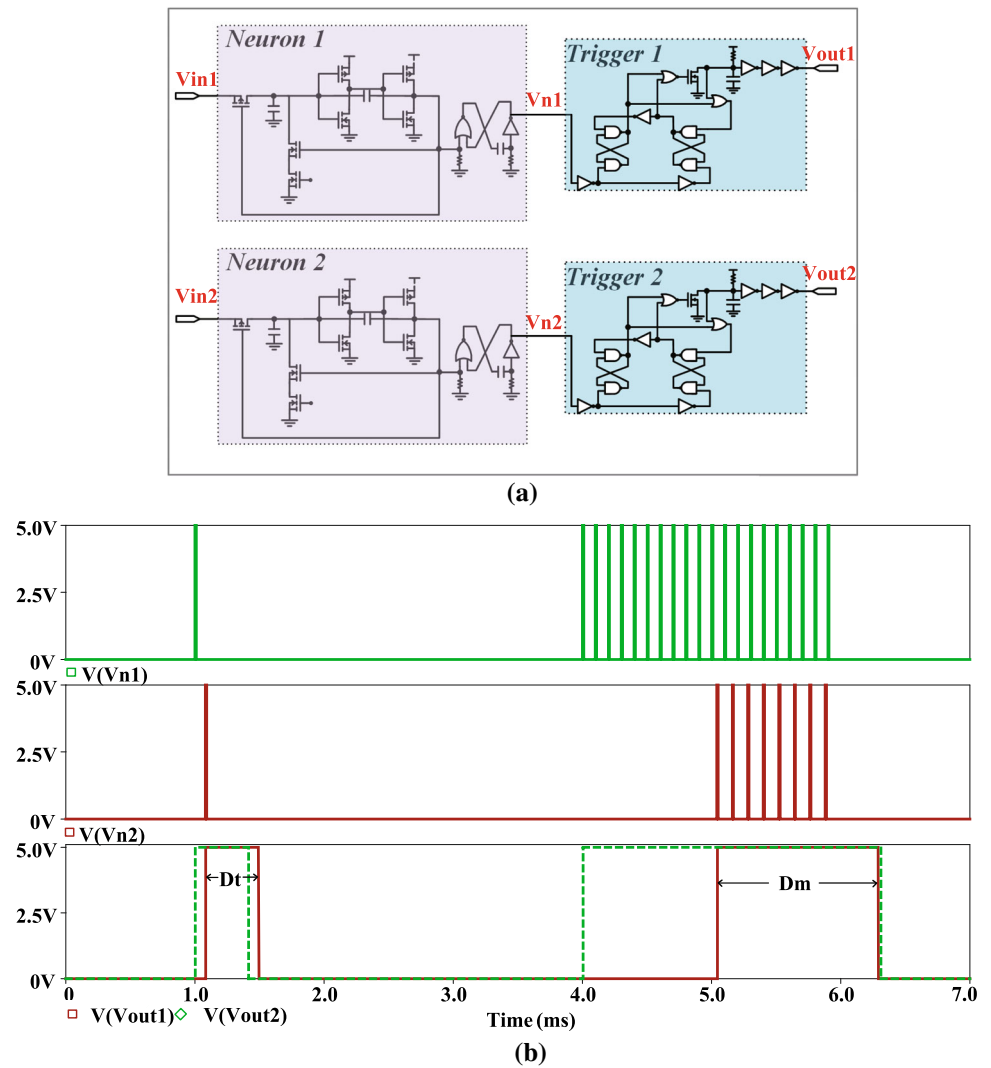 Neuron 1
Trigger 1
Vout1
Vin1
Vn1
Neuron 2
Trigger 2
Vout2
Vin2
Vn2
(a)
5.0V
2.5V
0V
V(Vn1)
5.0V
2.5V
0V
V(Vn2)
5.0V
Dt
Dm
2.5V
0V
0 1.0 2.0 3.0 4.0 5.0 6.0 7.0
V(Vout1) V(Vout2) Time (ms)
(b)